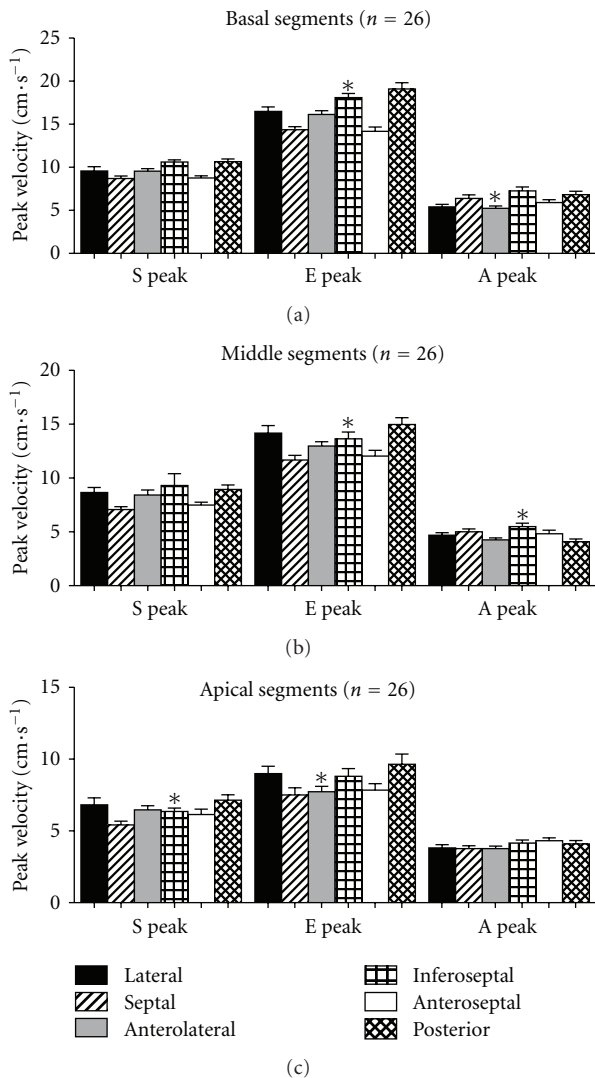 Basal segments (n = 26)
Peak velocity (cm·s−1)
25
20
15
10
5
0
*
*
S peak
E peak
A peak
(a)
Middle segments (n = 26)
Peak velocity (cm·s−1)
20
15
10
5
0
*
*
S peak
E peak
A peak
(b)
Apical segments (n = 26)
Peak velocity (cm·s−1)
15
10
5
0
*
*
S peak
E peak
A peak
Lateral
Septal
Anterolateral
Inferoseptal
Anteroseptal
Posterior
(c)